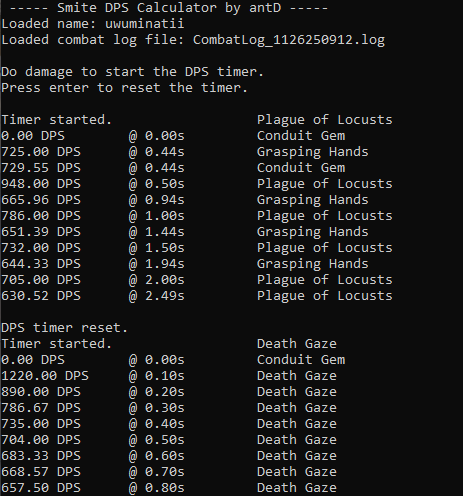 ----- Smite DPS Calculator by antD -----
Loaded name: uwuminatii
Loaded combat log file: CombatLog_1126250912.log

Do damage to start the DPS timer.
Press enter to reset the timer.

Timer started. Plague of Locusts
0.00 DPS @ 0.00s Conduit Gem
725.00 DPS @ 0.44s Grasping Hands
729.55 DPS @ 0.44s Conduit Gem
948.00 DPS @ 0.50s Plague of Locusts
665.96 DPS @ 0.94s Grasping Hands
786.00 DPS @ 1.00s Plague of Locusts
651.39 DPS @ 1.44s Grasping Hands
732.00 DPS @ 1.50s Plague of Locusts
644.33 DPS @ 1.94s Grasping Hands
705.00 DPS @ 2.00s Plague of Locusts
630.52 DPS @ 2.49s Plague of Locusts

DPS timer reset.
Timer started. Death Gaze
0.00 DPS @ 0.00s Conduit Gem
1220.00 DPS @ 0.10s Death Gaze
890.00 DPS @ 0.20s Death Gaze
786.67 DPS @ 0.30s Death Gaze
735.00 DPS @ 0.40s Death Gaze
704.00 DPS @ 0.50s Death Gaze
683.33 DPS @ 0.60s Death Gaze
668.57 DPS @ 0.70s Death Gaze
657.50 DPS @ 0.80s Death Gaze